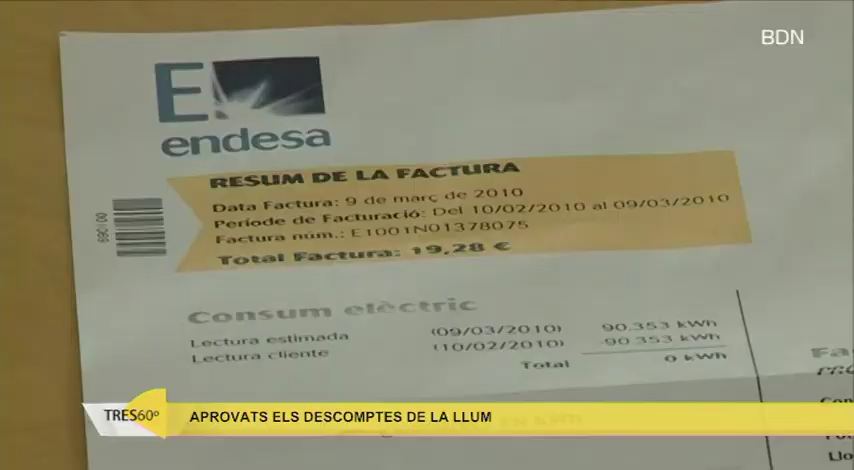 BDN
E
endesa
RESUM DE LA FACTURA
Data Factura: 9 de març de 2010
Període de Facturació: Del 10/02/2010 al 09/03/2010
Factura núm.: E1001N01378075
Total Factura: 19,28 €
Consum elèctric
Lectura estimada (09/03/2010) 90.353 kWh
Lectura cliente (10/02/2010) -90.353 kWh
Total 0 kWh
TRES60º
APROVATS ELS DESCOMPTES DE LA LLUM